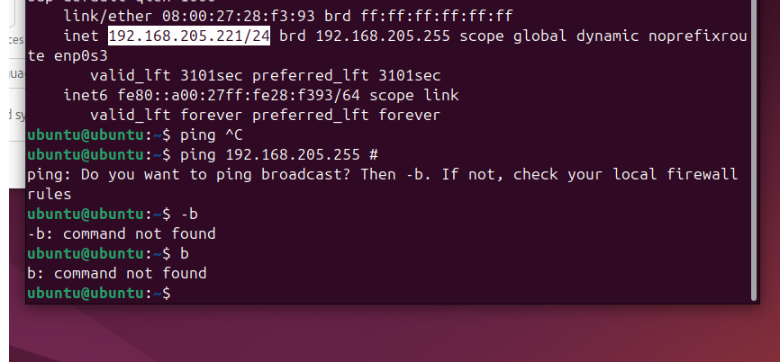 link/ether 08:00:27:28:f3:93 brd ff:ff:ff:ff:ff:ff
inet 192.168.205.221/24 brd 192.168.205.255 scope global dynamic noprefixrou
te enp0s3
valid_lft 3101sec preferred_lft 3101sec
inet6 fe80::a00:27ff:fe28:f393/64 scope link
valid_lft forever preferred_lft forever
ubuntu@ubuntu:~$ ping ^C
ubuntu@ubuntu:~$ ping 192.168.205.255 #
ping: Do you want to ping broadcast? Then -b. If not, check your local firewall
rules
ubuntu@ubuntu:~$ -b
-b: command not found
ubuntu@ubuntu:~$ b
b: command not found
ubuntu@ubuntu:~$